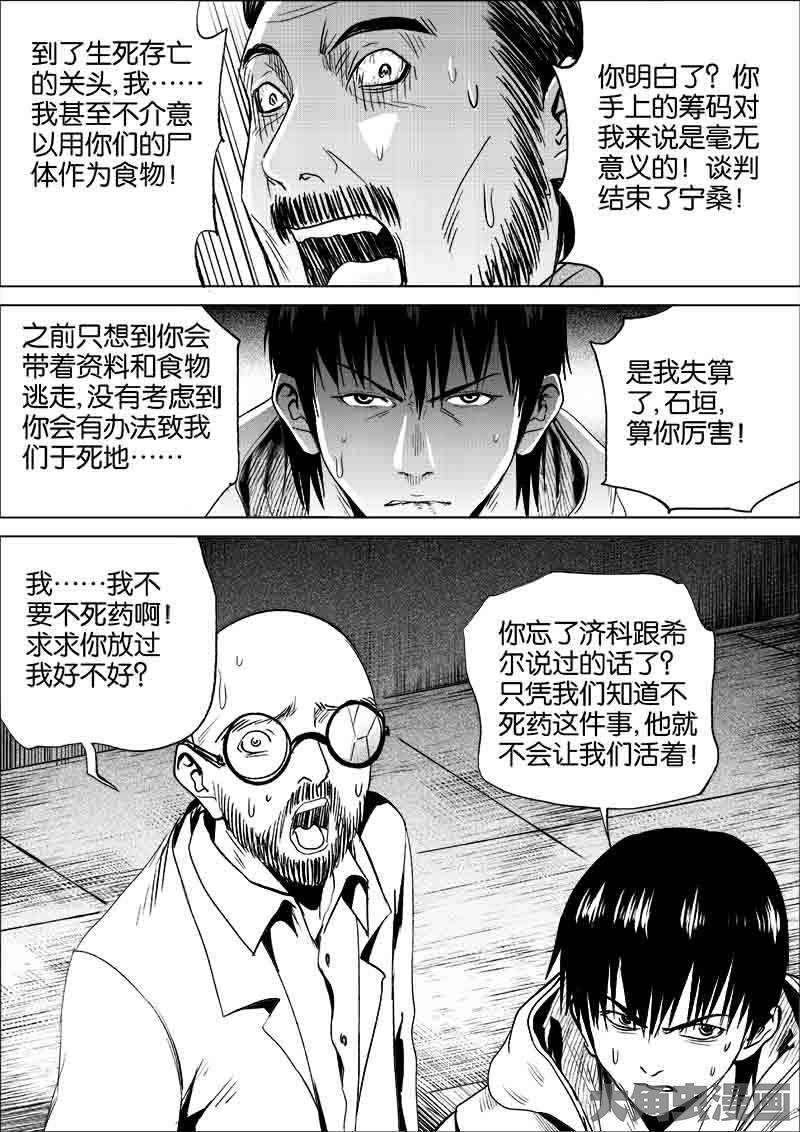 到了生死存亡
的关头，我……
我甚至不介意
以用你们的尸
体作为食物！
你明白了？你
手上的筹码对
我来说是毫无
意义的！谈判
结束了宁桑！
之前只想到你会
带着资料和食物
逃走，没有考虑到
你会有办法致我
们于死地……
是我失算
了，石垣，
算你厉害！
我……我不
要不死药啊！
求求你放过
我好不好？
你忘了济科跟希
尔说过的话了？
只凭我们知道不
死药这件事，他就
不会让我们活着！
大角虫漫画